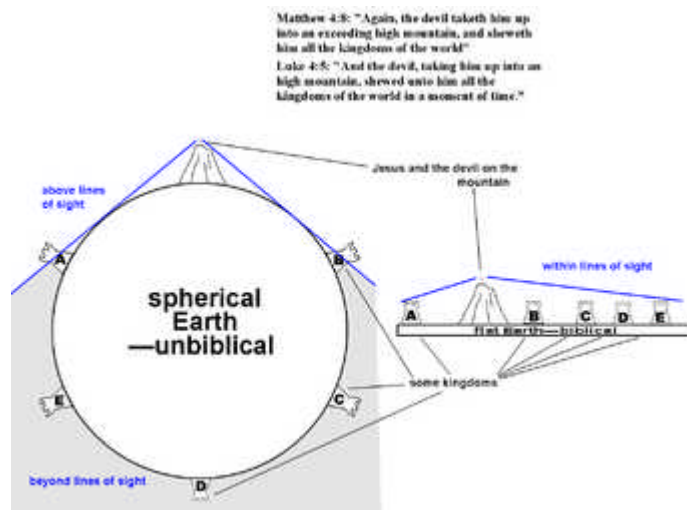 Matthew 4:8: "Again, the devil taketh him up
into an exceeding high mountain, and sheweth
him all the kingdoms of the world"
Luke 4:5: "And the devil, taking him up into an
high mountain, shewed unto him all the
kingdoms of the world in a moment of time."
Jesus and the devil on the
mountain
above lines
of sight
within lines of sight
A
B
spherical
Earth
—unbiblical
A
B
C
D
E
flat Earth—biblical
some kingdoms
E
C
beyond lines of sight
D